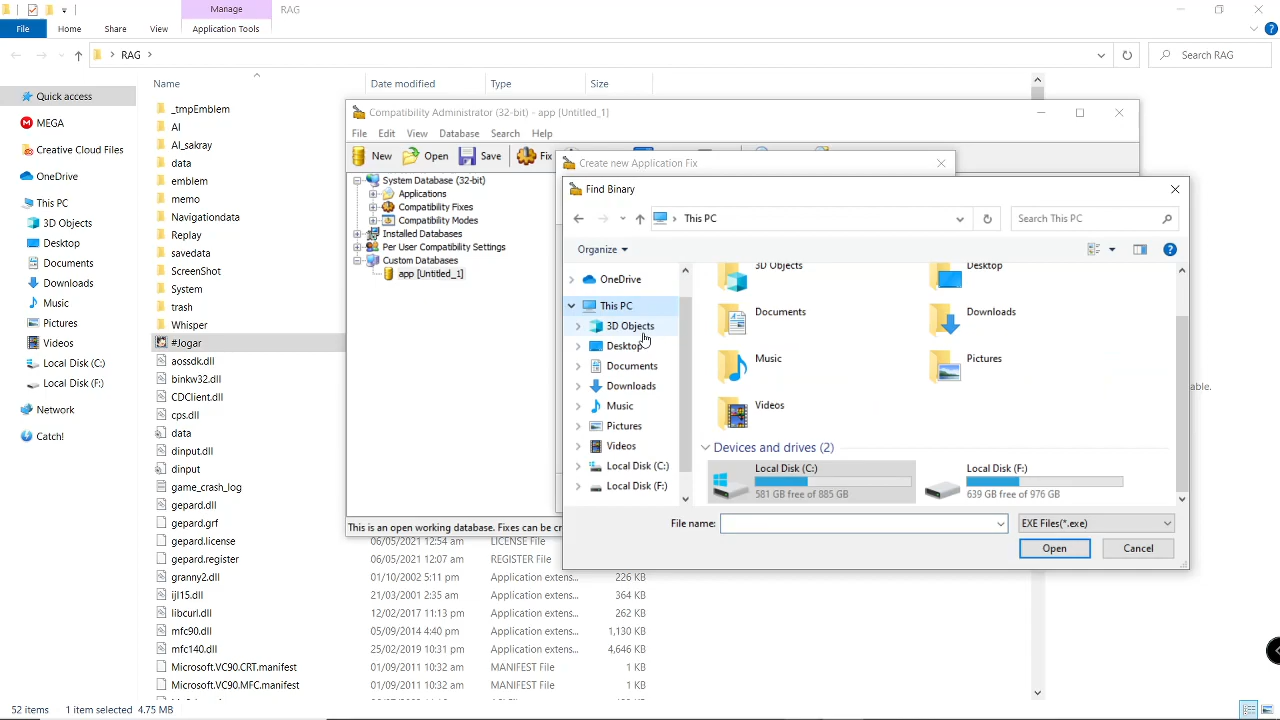 Manage
RAG
File
Home
Share
View
Application Tools
RAG
Search RAG
Quick access
MEGA
Creative Cloud Files
OneDrive
This PC
3D Objects
Desktop
Documents
Downloads
Music
Pictures
Videos
Local Disk (C:)
Local Disk (F:)
Network
Catch!
Name
Date modified
Type
Size
_tmpEmblem
AI
AI_sakray
data
emblem
memo
Navigationdata
Replay
savedata
ScreenShot
System
trash
Whisper
#Jogar
aossdk.dll
binkw32.dll
CDClient.dll
cps.dll
data
dinput.dll
dinput
game_crash_log
gepard.dll
gepard.grf
gepard.license 06/05/2021 12:54 am LICENSE File 1 KB
gepard.register 06/05/2021 12:07 am REGISTER File 1 KB
granny2.dll 01/10/2002 5:11 pm Application extens... 226 KB
ijl15.dll 21/03/2001 2:35 am Application extens... 364 KB
libcurl.dll 12/02/2017 11:13 pm Application extens... 262 KB
mfc90.dll 05/09/2014 4:40 pm Application extens... 1,130 KB
mfc140.dll 25/02/2019 10:31 pm Application extens... 4,646 KB
Microsoft.VC90.CRT.manifest 01/09/2011 10:32 am MANIFEST File 1 KB
Microsoft.VC90.MFC.manifest 01/09/2011 10:32 am MANIFEST File 1 KB
52 items
1 item selected 4.75 MB
Compatibility Administrator (32-bit) - app [Untitled_1]
File Edit View Database Search Help
New Open Save Fix
System Database (32-bit)
Applications
Compatibility Fixes
Compatibility Modes
Installed Databases
Per User Compatibility Settings
Custom Databases
app [Untitled_1]
This is an open working database. Fixes can be cr
Create new Application Fix
Find Binary
This PC
Search This PC
Organize
OneDrive
This PC
3D Objects
Desktop
Documents
Downloads
Music
Pictures
Videos
Local Disk (C:)
Local Disk (F:)
3D Objects
Desktop
Documents
Downloads
Music
Pictures
Videos
Devices and drives (2)
Local Disk (C:)
581 GB free of 885 GB
Local Disk (F:)
639 GB free of 976 GB
File name:
EXE Files(*.exe)
Open
Cancel
able.